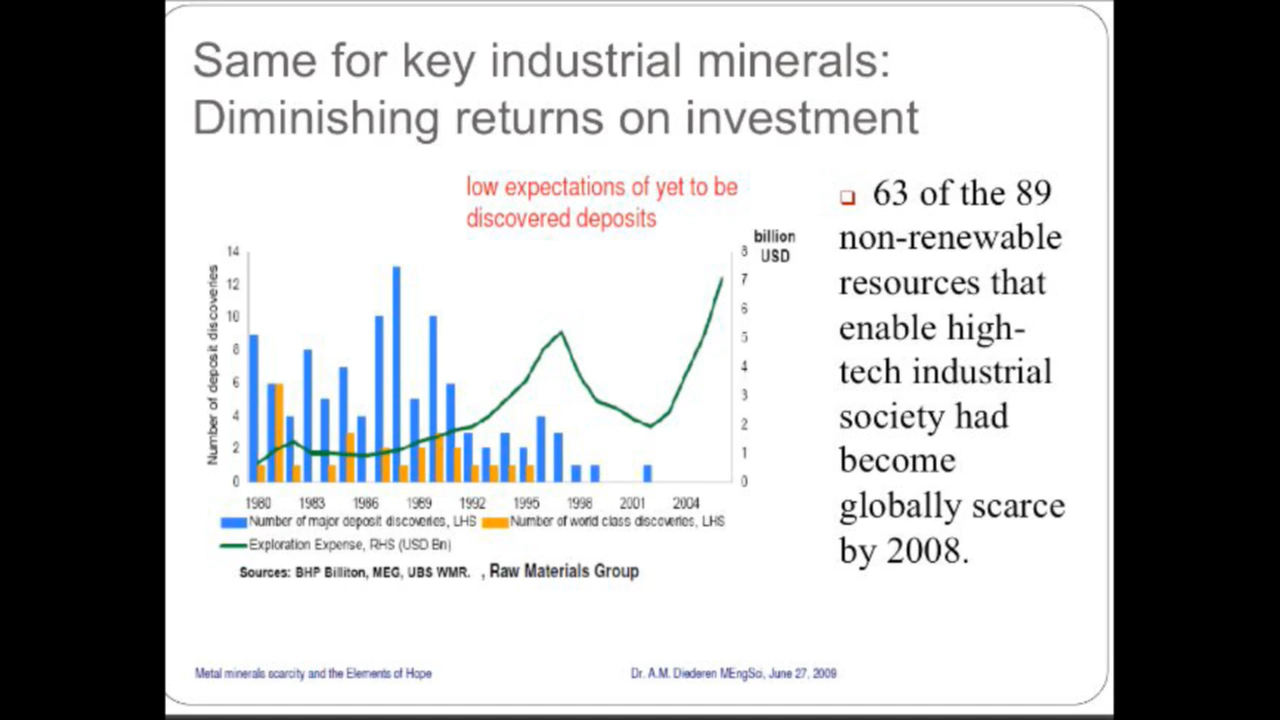 Same for key industrial minerals:
Diminishing returns on investment
low expectations of yet to be
discovered deposits
billion
USD
Number of deposit discoveries
14
12
10
8
6
4
2
0
8
7
6
5
4
3
2
1
0
1980 1983 1986 1989 1992 1995 1998 2001 2004
Number of major deposit discoveries, LHS Number of world class discoveries, LHS
Exploration Expense, RHS (USD Bn)
Sources: BHP Billiton, MEG, UBS WMR. , Raw Materials Group
63 of the 89
non-renewable
resources that
enable high-
tech industrial
society had
become
globally scarce
by 2008.
Metal minerals scarcity and the Elements of Hope
Dr. A.M. Diederen MEngSci, June 27, 2009